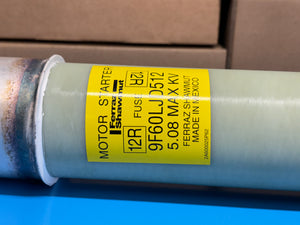 MOTOR STARTER
Ferraz
Shawmut
12R FUSE 12R
9F60LJD512
5.08 MAX KV
FERRAZ SHAWMUT
MADE IN MEXICO